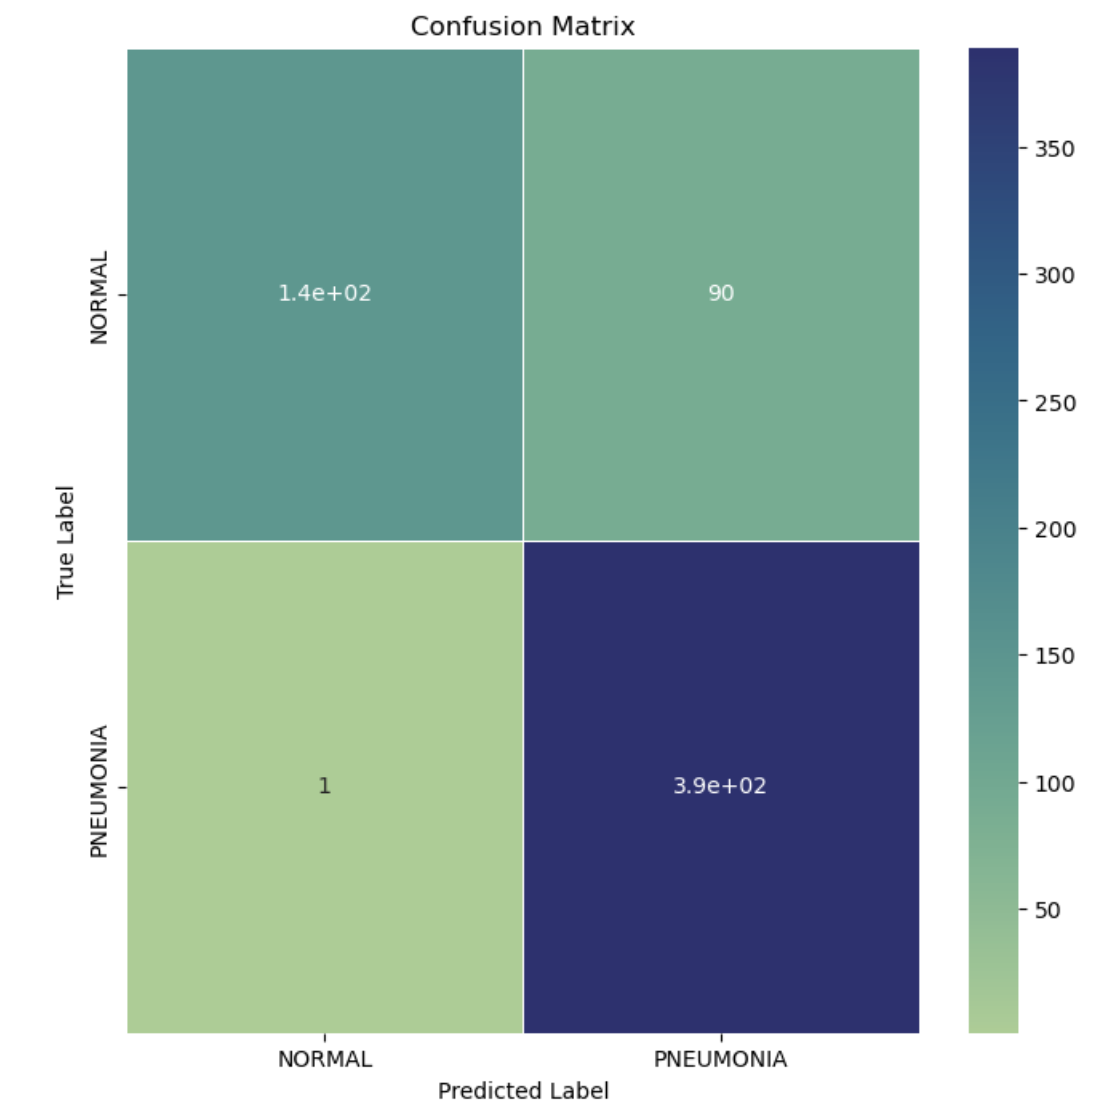 Confusion Matrix
NORMAL
1.4e+02
90
PNEUMONIA
1
3.9e+02
True Label
NORMAL
PNEUMONIA
Predicted Label
350
300
250
200
150
100
50